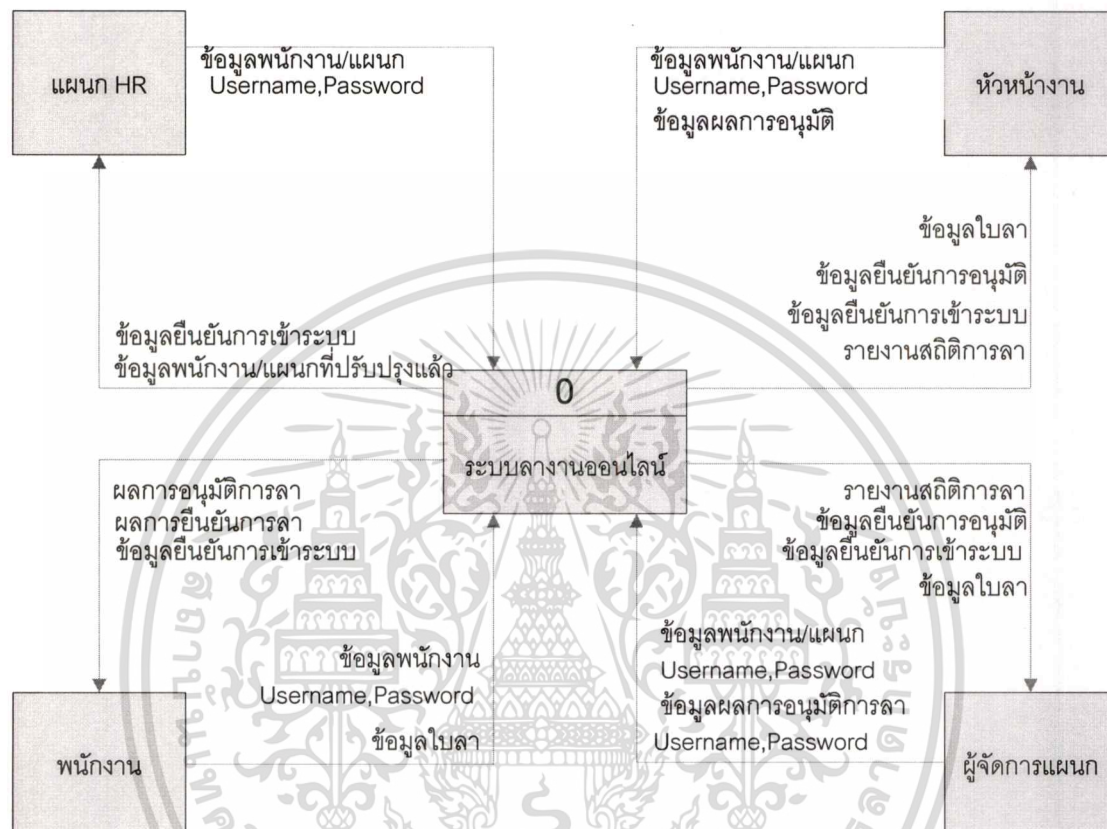 แผนก HR
ข้อมูลพนักงาน/แผนก
Username,Password
ข้อมูลพนักงาน/แผนก
Username,Password
ข้อมูลผลการอนุมัติ
หัวหน้างาน
ข้อมูลใบลา
ข้อมูลยืนยันการอนุมัติ
ข้อมูลยืนยันการเข้าระบบ
รายงานสถิติการลา
ข้อมูลยืนยันการเข้าระบบ
ข้อมูลพนักงาน/แผนกที่ปรับปรุงแล้ว
0
ระบบลางานออนไลน์
ผลการอนุมัติการลา
ผลการยืนยันการลา
ข้อมูลยืนยันการเข้าระบบ
รายงานสถิติการลา
ข้อมูลยืนยันการอนุมัติ
ข้อมูลยืนยันการเข้าระบบ
ข้อมูลใบลา
ข้อมูลพนักงาน
Username,Password
ข้อมูลใบลา
ข้อมูลพนักงาน/แผนก
Username,Password
ข้อมูลผลการอนุมัติการลา
Username,Password
พนักงาน
ผู้จัดการแผนก